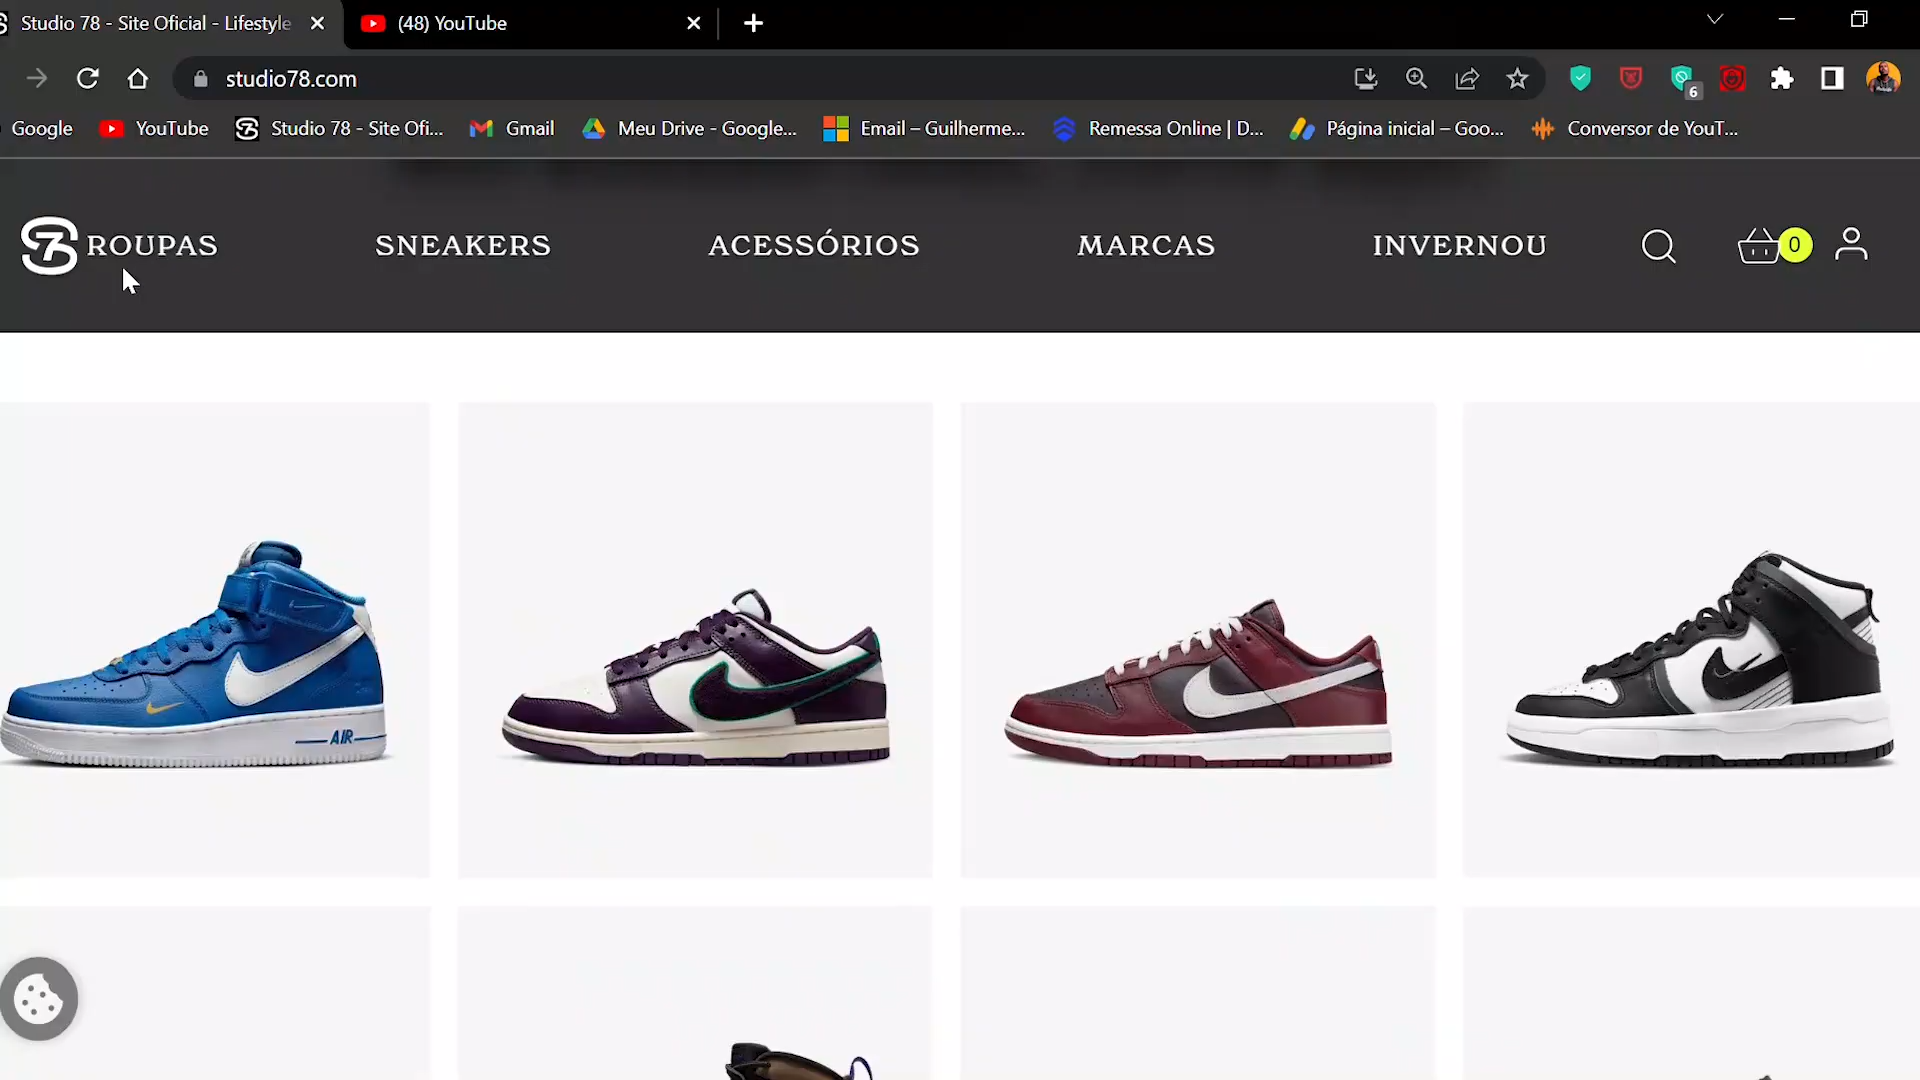 Studio 78 - Site Oficial - Lifestyle
(48) YouTube
studio78.com
6
Google
YouTube
Studio 78 - Site Ofi...
Gmail
Meu Drive - Google...
Email – Guilherme...
Remessa Online | D...
Página inicial – Goo...
Conversor de YouT...
ROUPAS
SNEAKERS
ACESSÓRIOS
MARCAS
INVERNOU
0
AIR